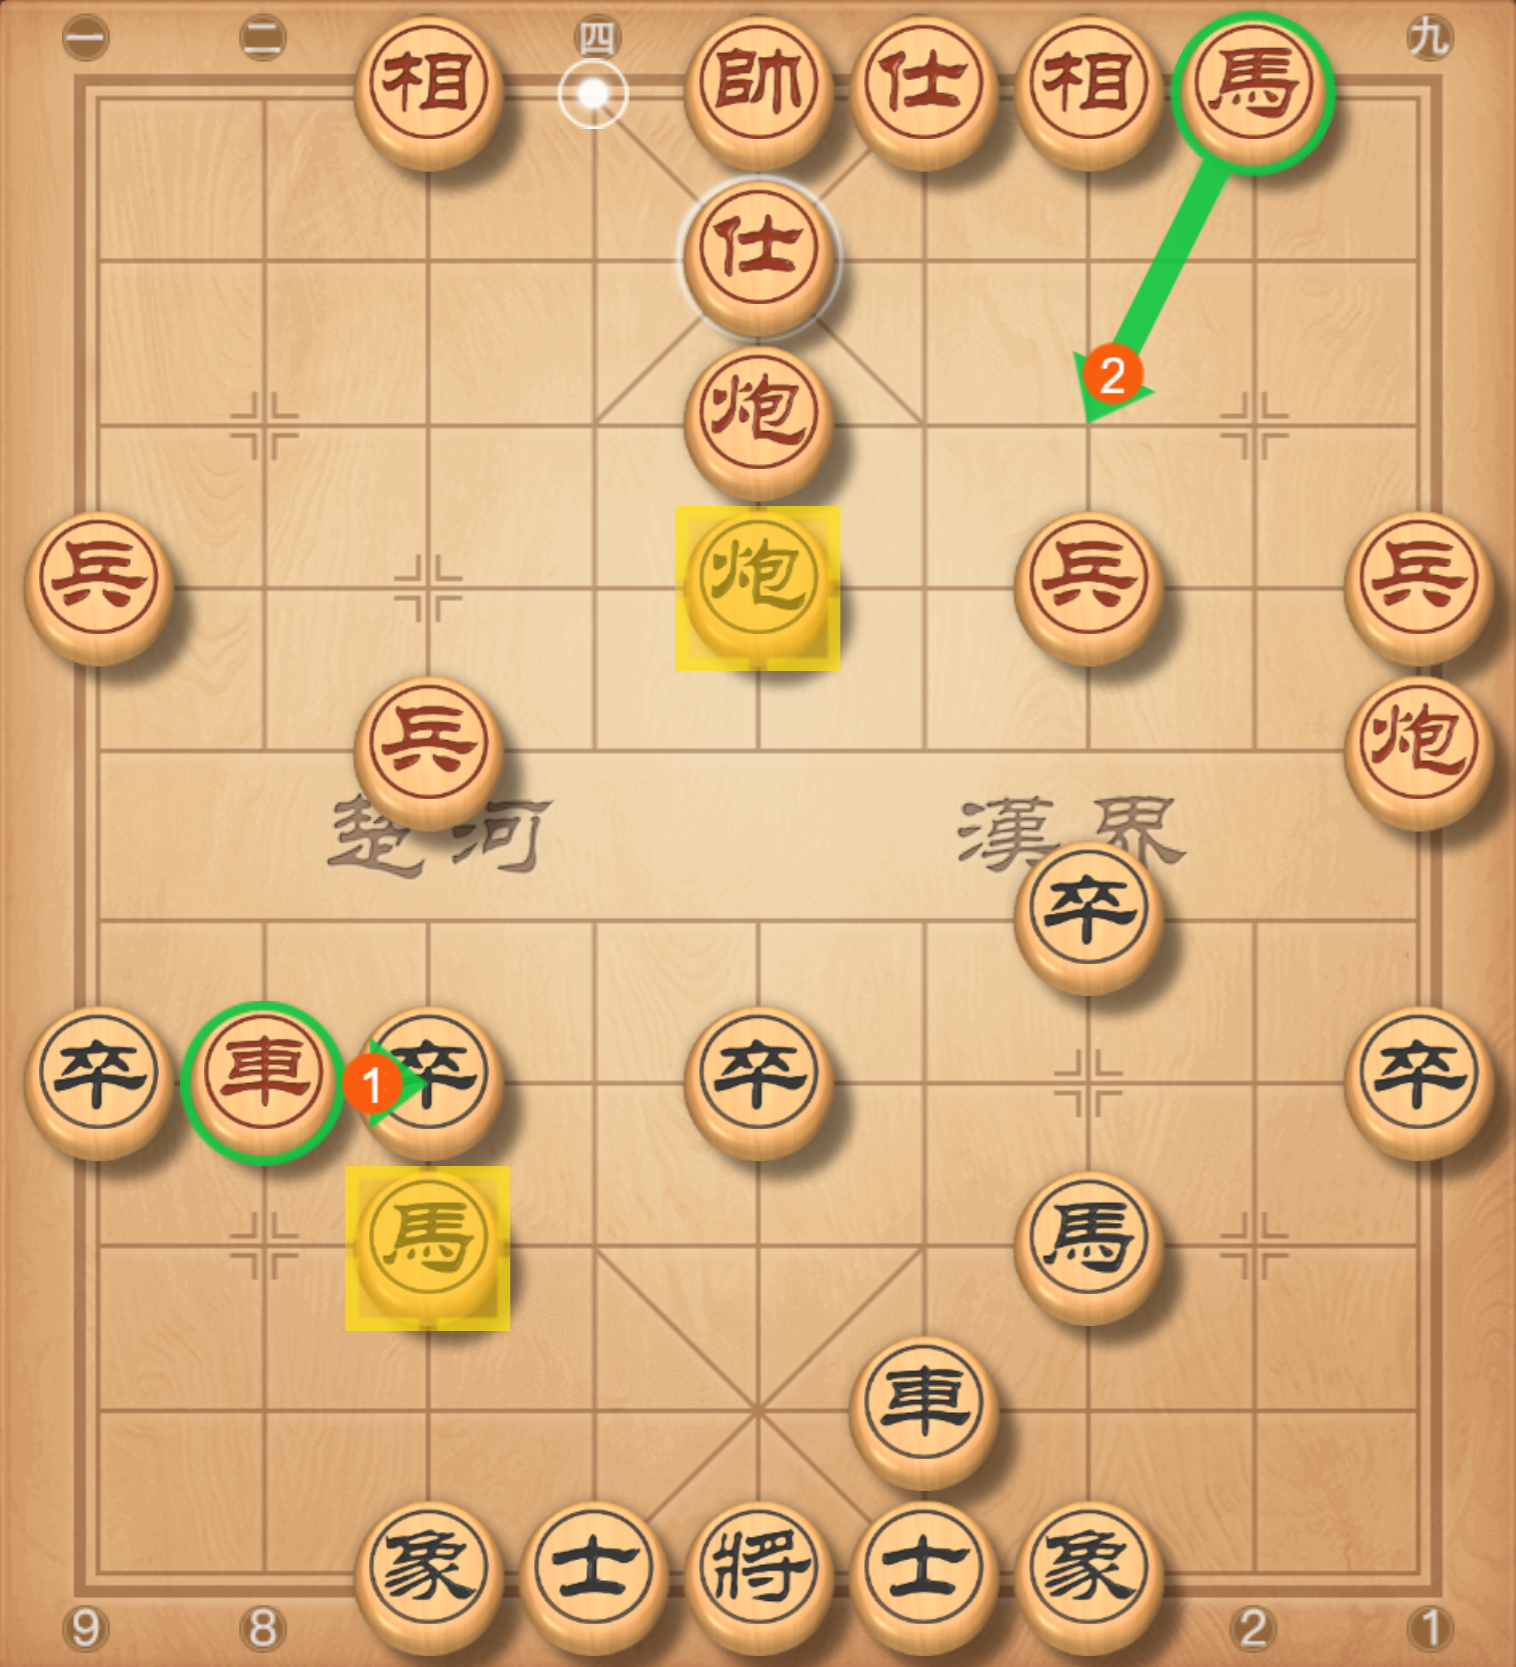 一 二 相 四 帥 仕 相 馬 九
仕
炮 2
兵 炮 兵 兵
兵 炮
楚河 漢界
卒
卒 車 1 卒 卒 卒
馬 馬
車
象 士 將 士 象
9 8 2 1